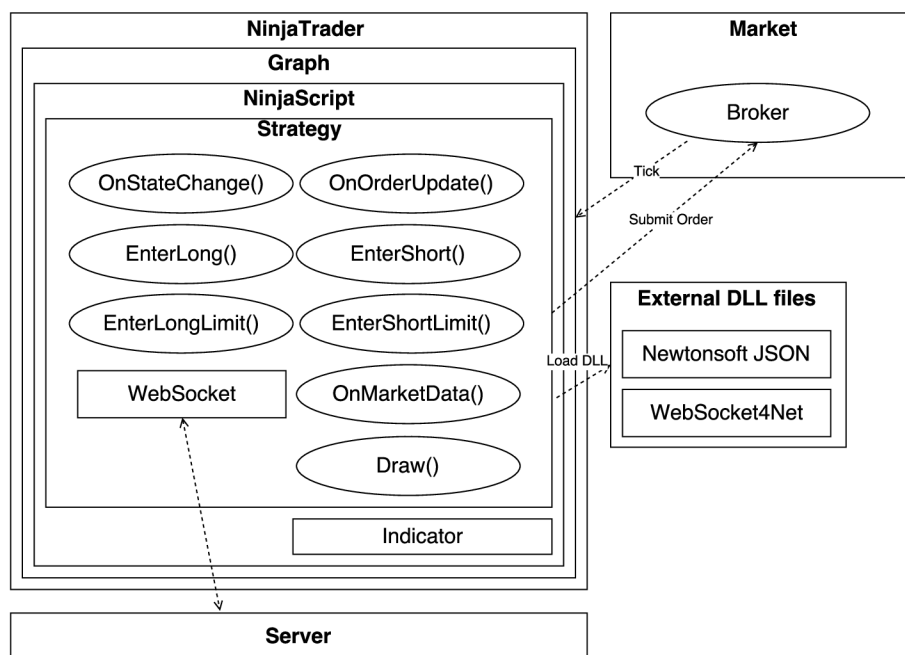 NinjaTrader
Graph
NinjaScript
Strategy
OnStateChange()
OnOrderUpdate()
EnterLong()
EnterShort()
EnterLongLimit()
EnterShortLimit()
WebSocket
OnMarketData()
Draw()
Indicator
Server
Market
Broker
Tick
Submit Order
Load DLL
External DLL files
Newtonsoft JSON
WebSocket4Net